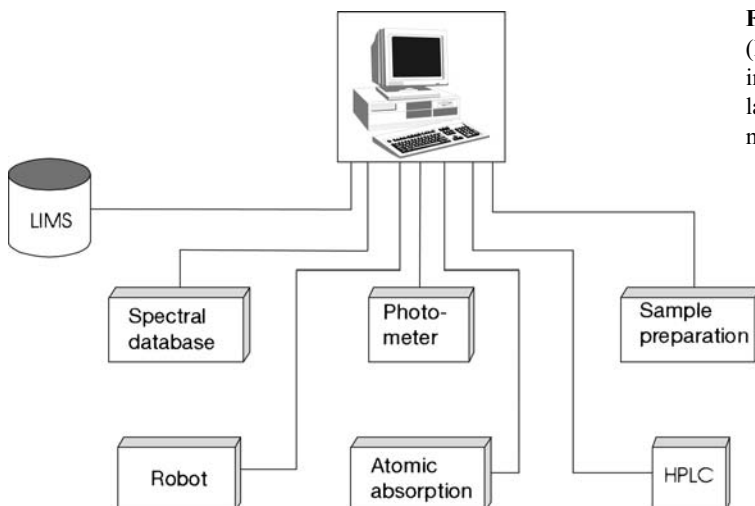 LIMS
Spectral
database
Photo-
meter
Sample
preparation
Robot
Atomic
absorption
HPLC